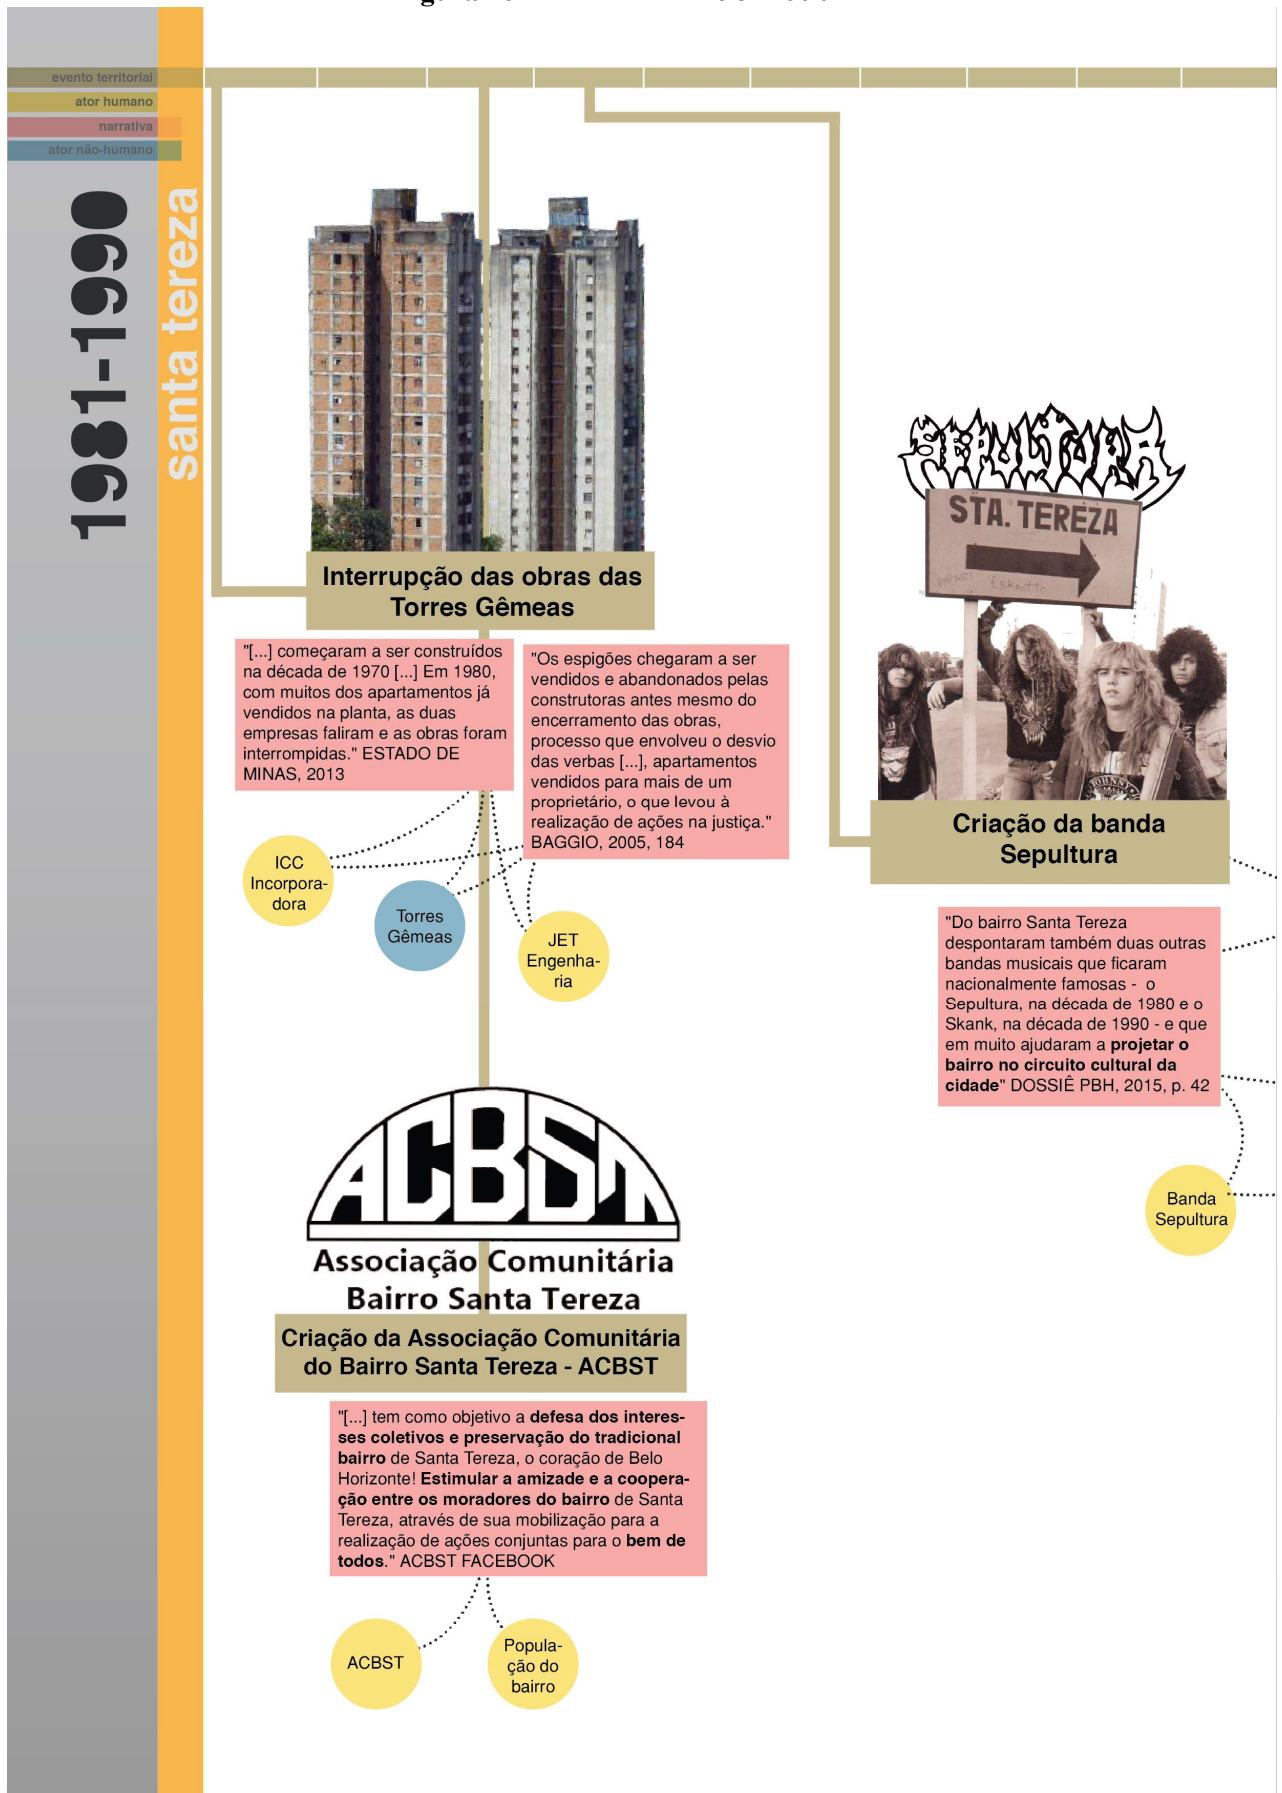 evento territorial
ator humano
narrativa
ator não-humano
1981-1990
santa tereza
Interrupção das obras das
Torres Gêmeas
"[...] começaram a ser construídos
na década de 1970 [...] Em 1980,
com muitos dos apartamentos já
vendidos na planta, as duas
empresas faliram e as obras foram
interrompidas." ESTADO DE
MINAS, 2013
"Os espigões chegaram a ser
vendidos e abandonados pelas
construtoras antes mesmo do
encerramento das obras,
processo que envolveu o desvio
das verbas [...], apartamentos
vendidos para mais de um
proprietário, o que levou à
realização de ações na justiça."
BAGGIO, 2005, 184
ICC
Incorpora-
dora
Torres
Gêmeas
JET
Engenha-
ria
SEPULTURA
STA. TEREZA
Criação da banda
Sepultura
"Do bairro Santa Tereza
despontaram também duas outras
bandas musicais que ficaram
nacionalmente famosas - o
Sepultura, na década de 1980 e o
Skank, na década de 1990 - e que
em muito ajudaram a projetar o
bairro no circuito cultural da
cidade" DOSSIÊ PBH, 2015, p. 42
Banda
Sepultura
ACBST
Associação Comunitária
Bairro Santa Tereza
Criação da Associação Comunitária
do Bairro Santa Tereza - ACBST
"[...] tem como objetivo a defesa dos interes-
ses coletivos e preservação do tradicional
bairro de Santa Tereza, o coração de Belo
Horizonte! Estimular a amizade e a coopera-
ção entre os moradores do bairro de Santa
Tereza, através de sua mobilização para a
realização de ações conjuntas para o bem de
todos." ACBST FACEBOOK
ACBST
Popula-
ção do
bairro